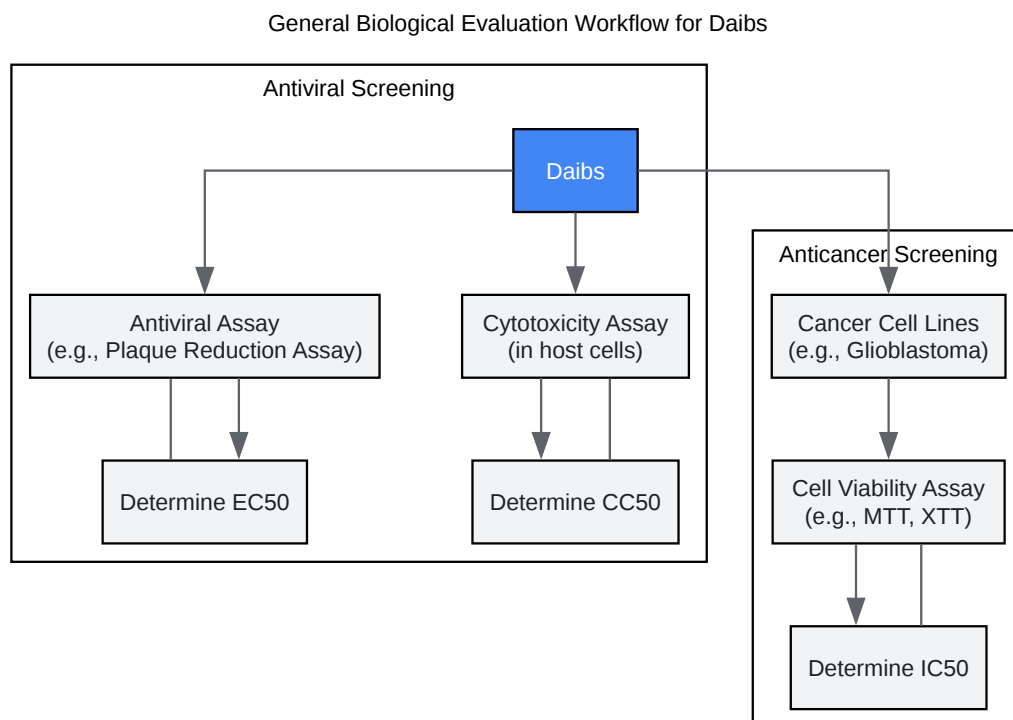 General Biological Evaluation Workflow for Daibs
Antiviral Screening
Daibs
Antiviral Assay
(e.g., Plaque Reduction Assay)
Cytotoxicity Assay
(in host cells)
Determine EC50
Determine CC50
Anticancer Screening
Cancer Cell Lines
(e.g., Glioblastoma)
Cell Viability Assay
(e.g., MTT, XTT)
Determine IC50